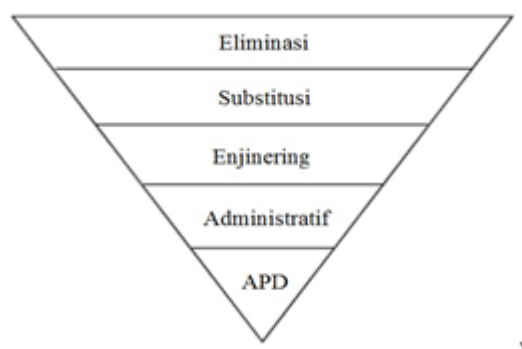 Eliminasi
Substitusi
Enjinering
Administratif
APD